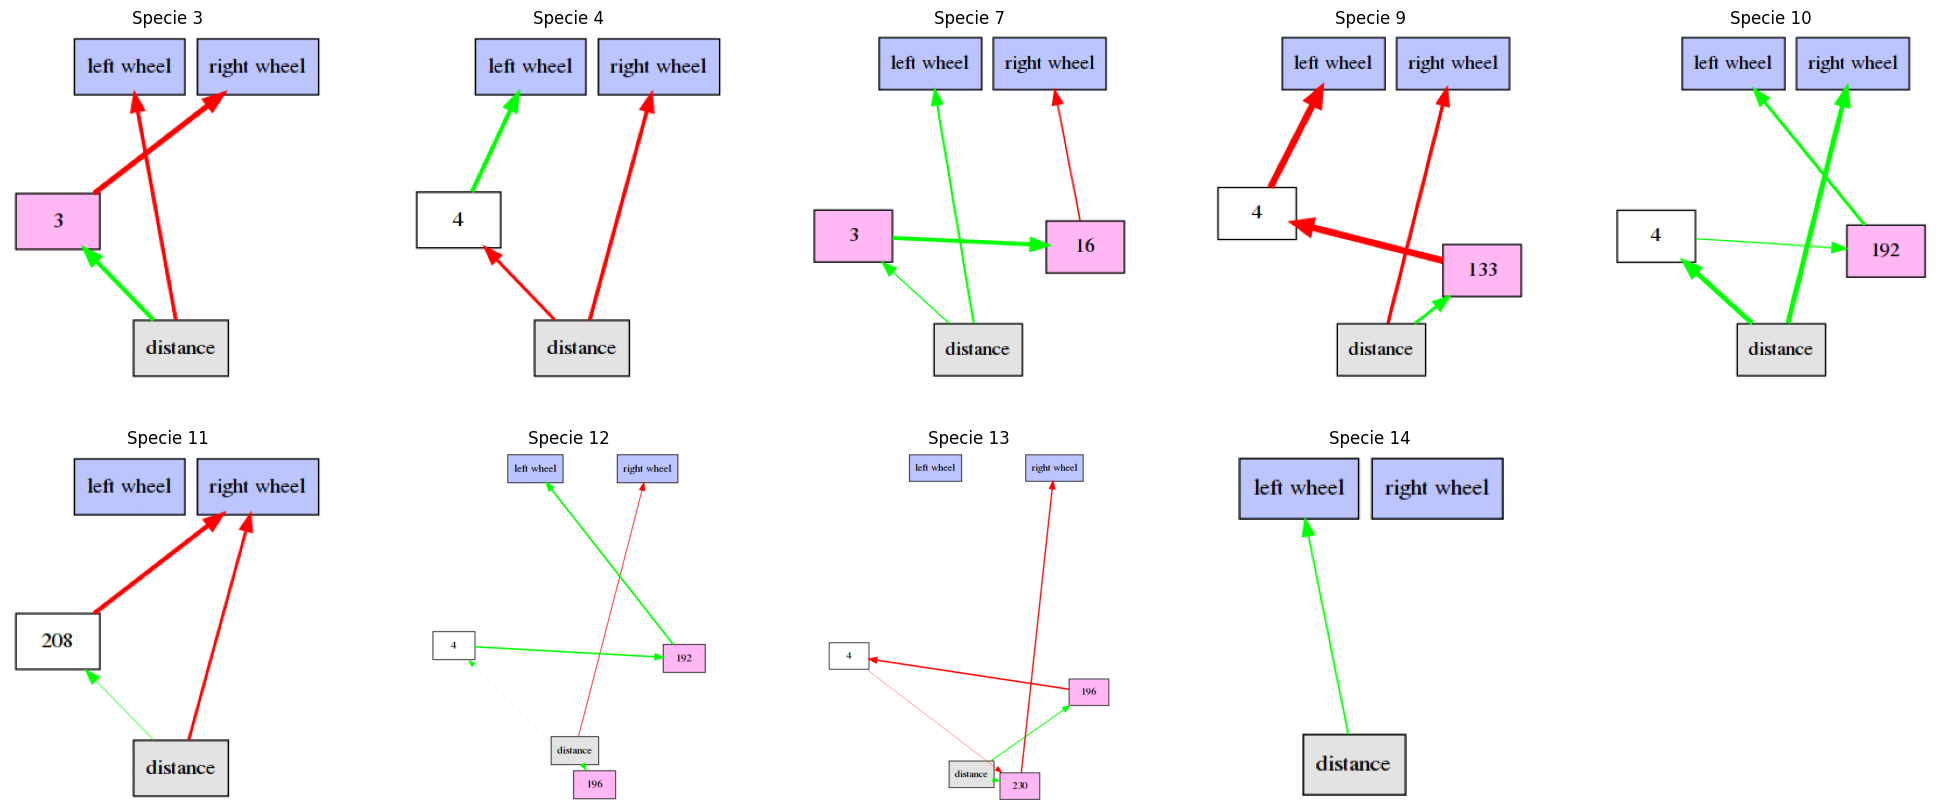 Specie 3
left wheel
right wheel
3
distance
Specie 4
left wheel
right wheel
4
distance
Specie 7
left wheel
right wheel
3
16
distance
Specie 9
left wheel
right wheel
4
133
distance
Specie 10
left wheel
right wheel
4
192
distance
Specie 11
left wheel
right wheel
208
distance
Specie 12
left wheel
right wheel
4
192
distance
196
Specie 13
left wheel
right wheel
4
196
distance
230
Specie 14
left wheel
right wheel
distance